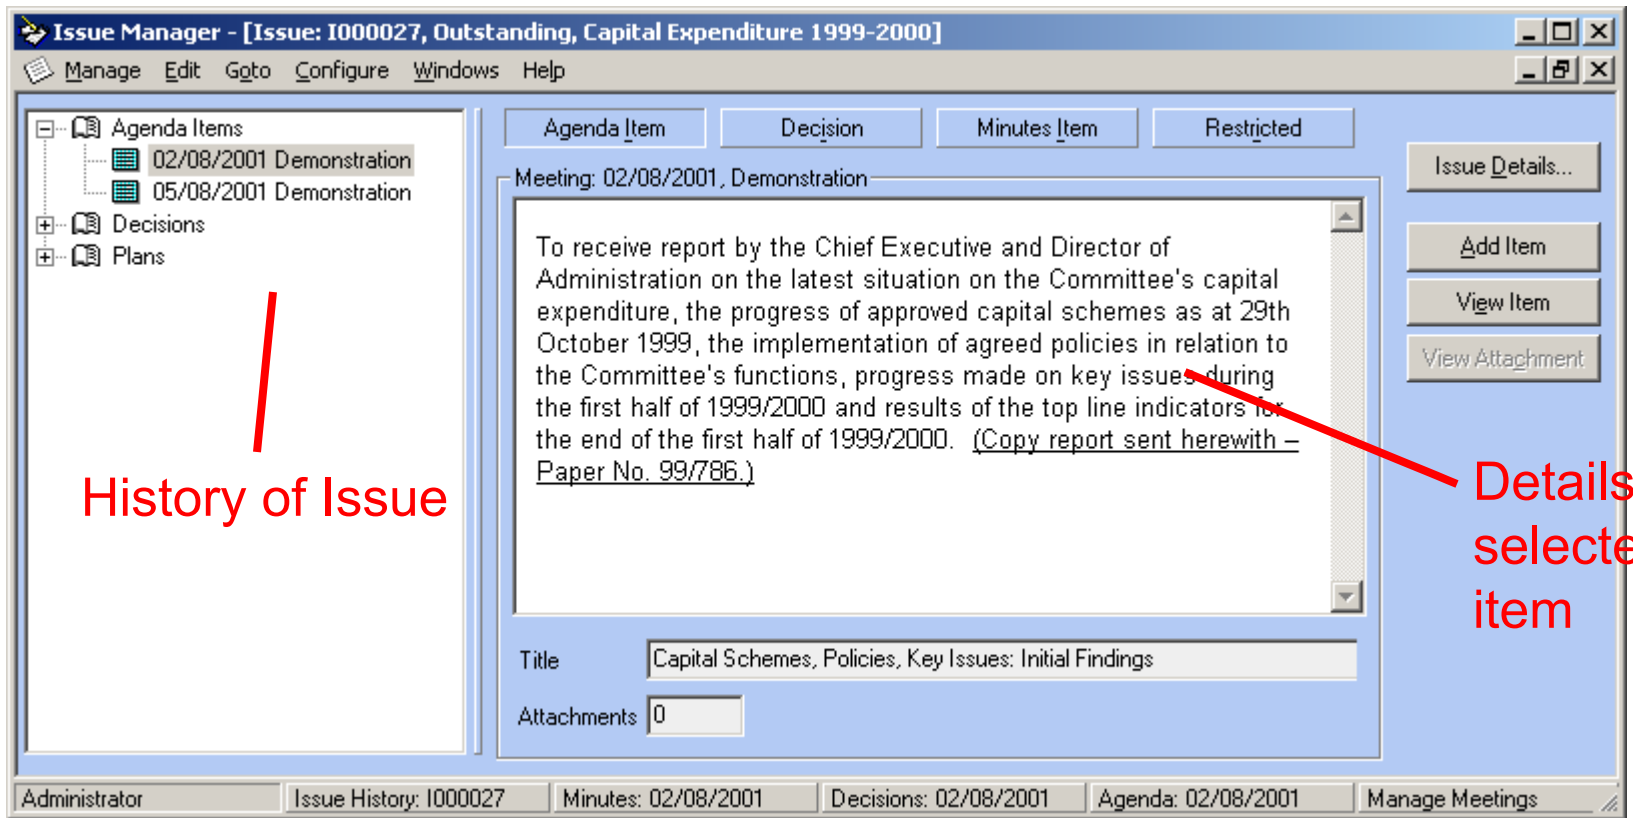 Issue Manager - [Issue: I000027, Outstanding, Capital Expenditure 1999-2000]
Manage Edit Goto Configure Windows Help
Agenda Items
02/08/2001 Demonstration
05/08/2001 Demonstration
Decisions
Plans
History of Issue
Agenda Item Decision Minutes Item Restricted
Meeting: 02/08/2001, Demonstration
To receive report by the Chief Executive and Director of
Administration on the latest situation on the Committee's capital
expenditure, the progress of approved capital schemes as at 29th
October 1999, the implementation of agreed policies in relation to
the Committee's functions, progress made on key issues during
the first half of 1999/2000 and results of the top line indicators for
the end of the first half of 1999/2000. (Copy report sent herewith –
Paper No. 99/786.)
Title Capital Schemes, Policies, Key Issues: Initial Findings
Attachments 0
Issue Details...
Add Item
View Item
View Attachment
Details
selecte
item
Administrator Issue History: I000027 Minutes: 02/08/2001 Decisions: 02/08/2001 Agenda: 02/08/2001 Manage Meetings